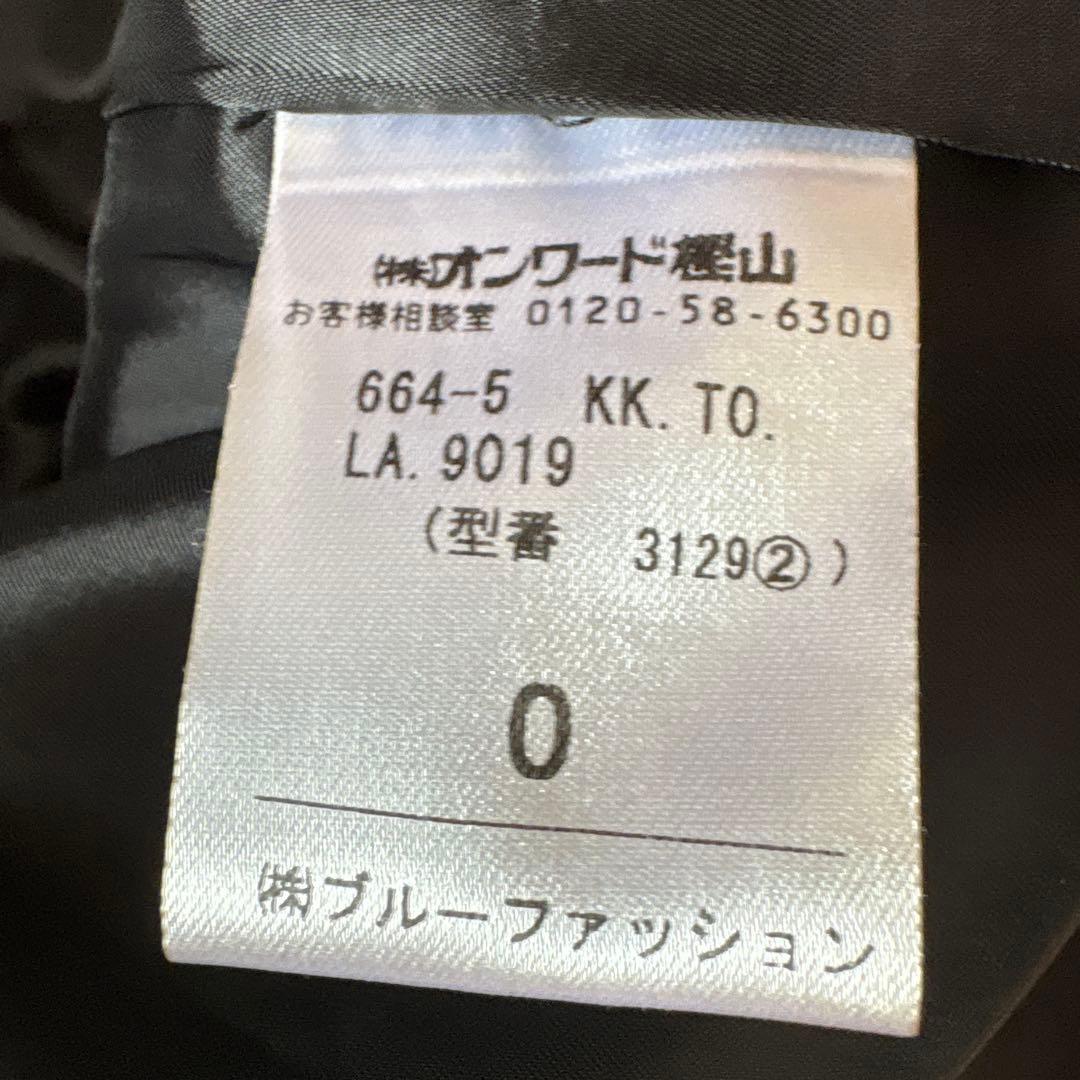 ㈱オンワード樫山
お客様相談室 0120-58-6300
664-5 KK. TO.
LA. 9019
(型番 3129②)
0
㈱ブルーファッション